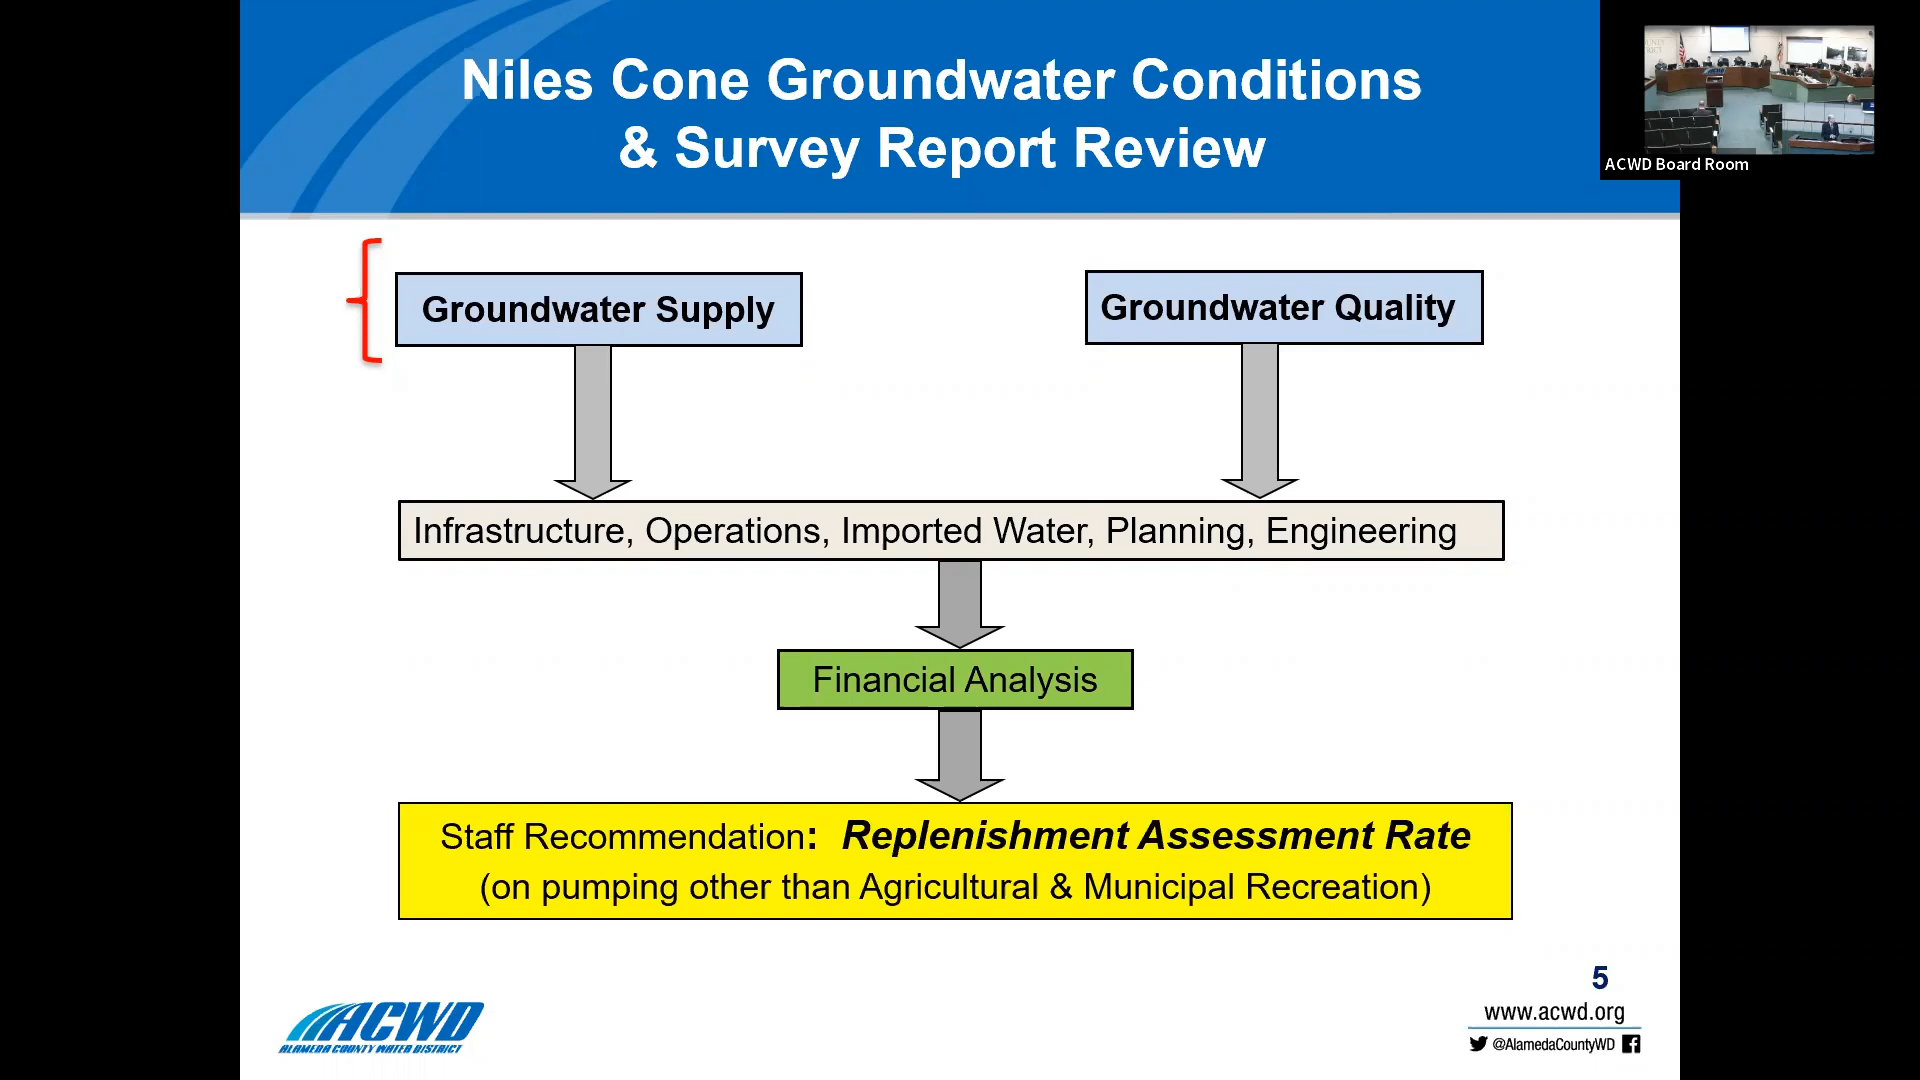 Niles Cone Groundwater Conditions
& Survey Report Review
ACWD Board Room
Groundwater Supply
Groundwater Quality
Infrastructure, Operations, Imported Water, Planning, Engineering
Financial Analysis
Staff Recommendation: Replenishment Assessment Rate
(on pumping other than Agricultural & Municipal Recreation)
5
ACWD
ALAMEDA COUNTY WATER DISTRICT
www.acwd.org
@AlamedaCountyWD